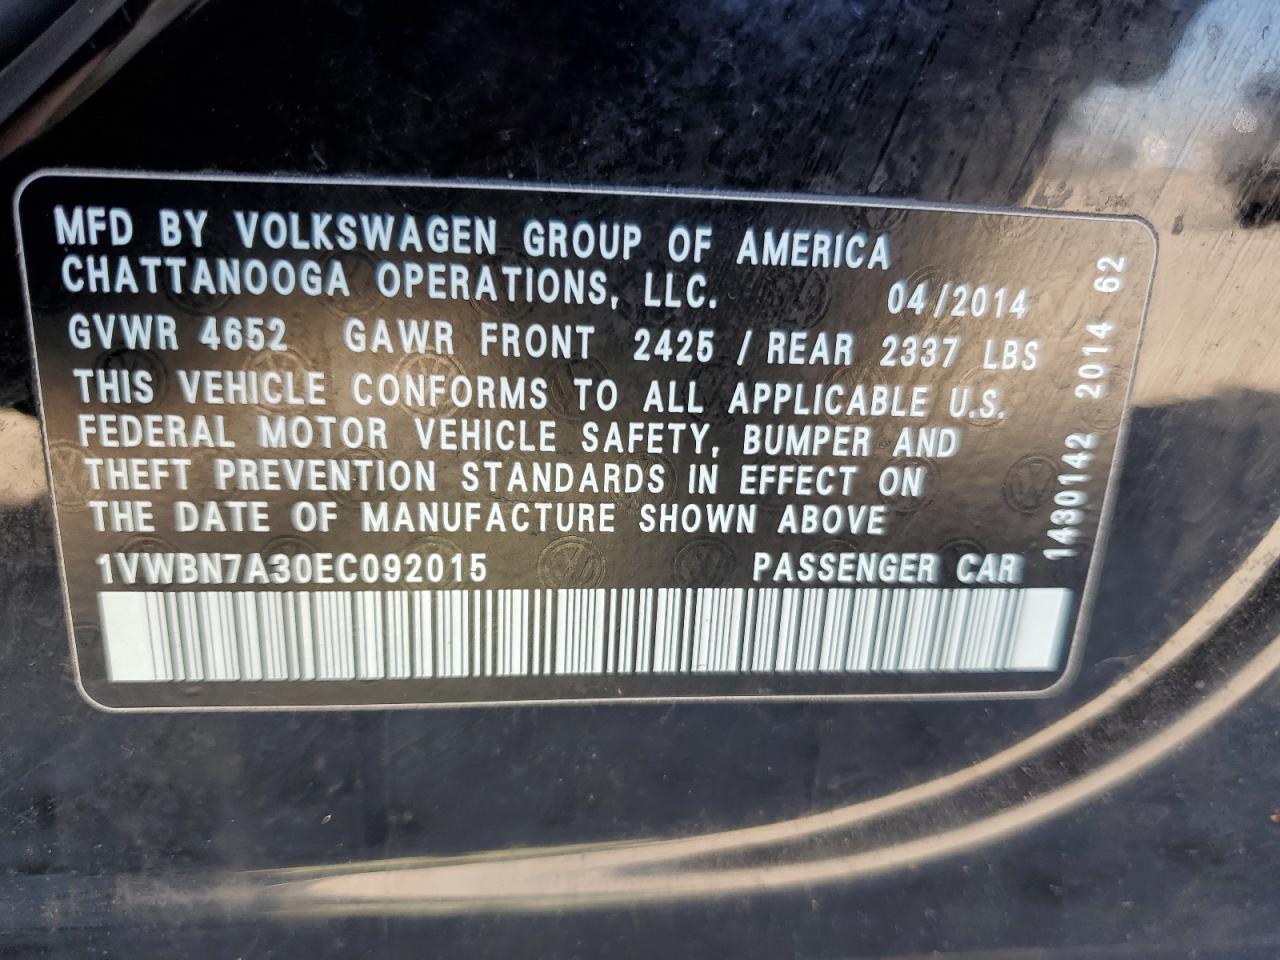 MFD BY VOLKSWAGEN GROUP OF AMERICA
CHATTANOOGA OPERATIONS, LLC. 04/2014
GVWR 4652 GAWR FRONT 2425 / REAR 2337 LBS
THIS VEHICLE CONFORMS TO ALL APPLICABLE U.S.
FEDERAL MOTOR VEHICLE SAFETY, BUMPER AND
THEFT PREVENTION STANDARDS IN EFFECT ON
THE DATE OF MANUFACTURE SHOWN ABOVE
1VWBN7A30EC092015 PASSENGER CAR
1430142 2014 62